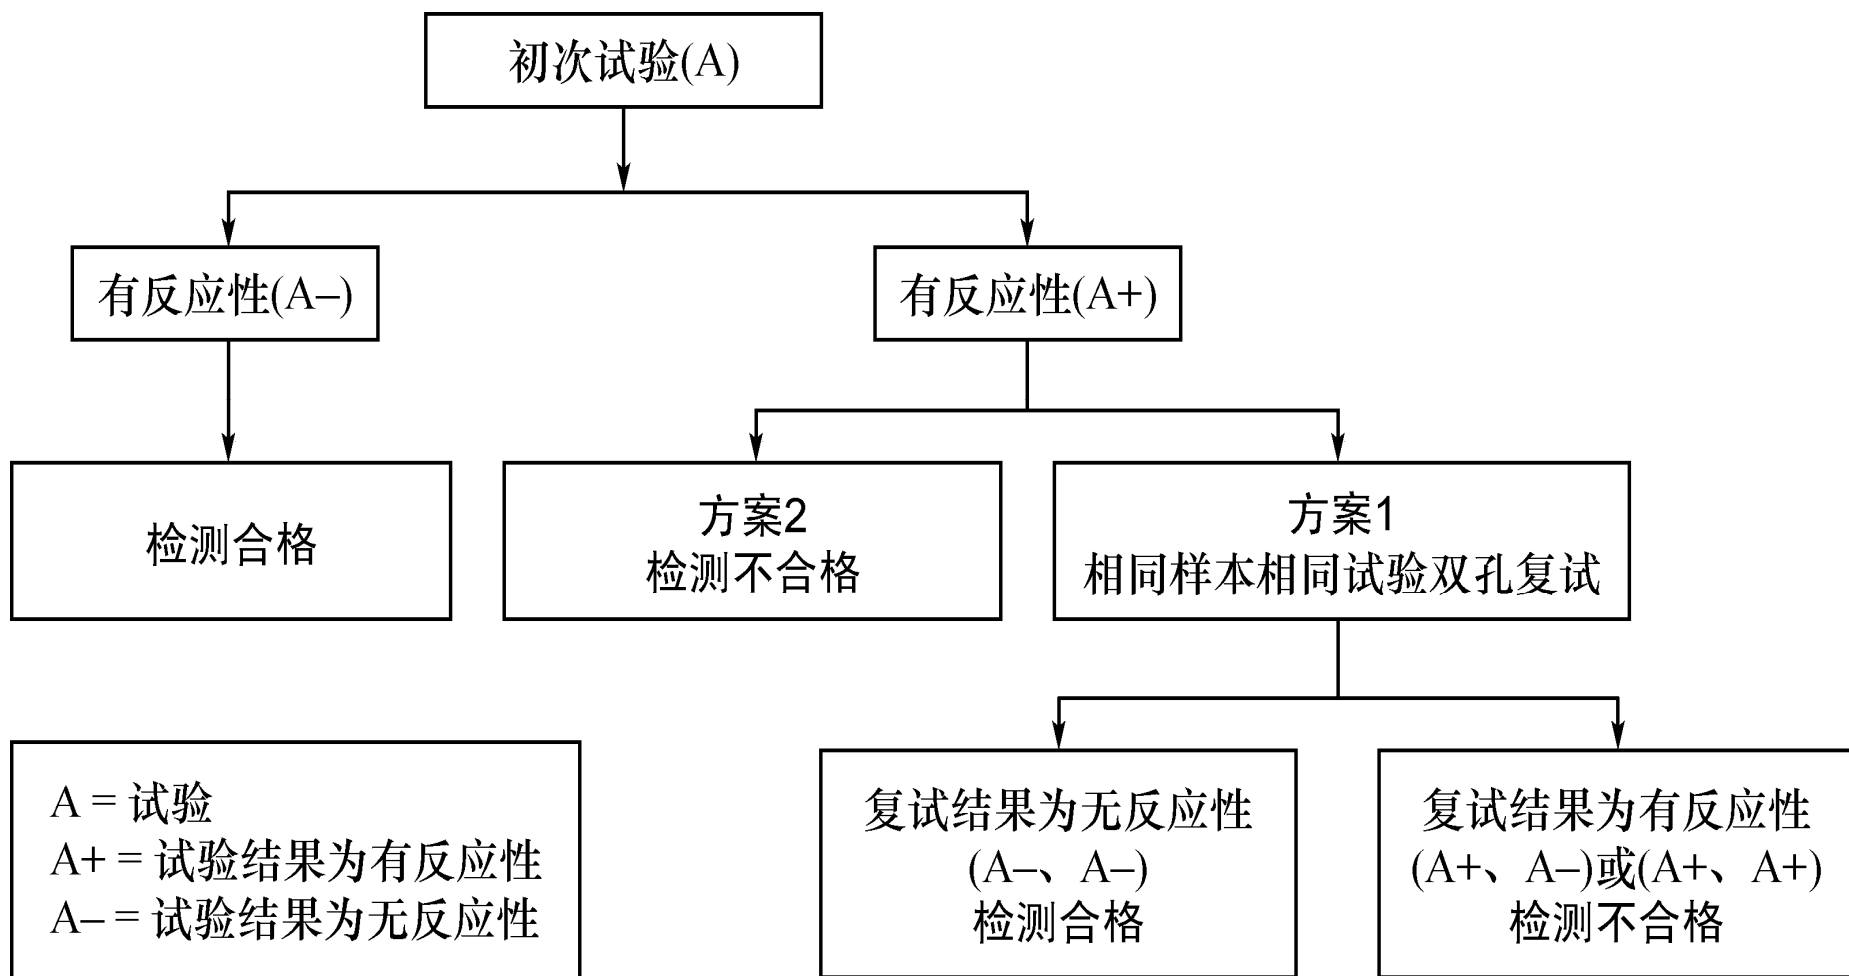 初次试验(A)
有反应性(A–)
有反应性(A+)
检测合格
方案2
检测不合格
方案1
相同样本相同试验双孔复试
A = 试验
A+ = 试验结果为有反应性
A– = 试验结果为无反应性
复试结果为无反应性
(A–、A–)
检测合格
复试结果为有反应性
(A+、A–)或(A+、A+)
检测不合格